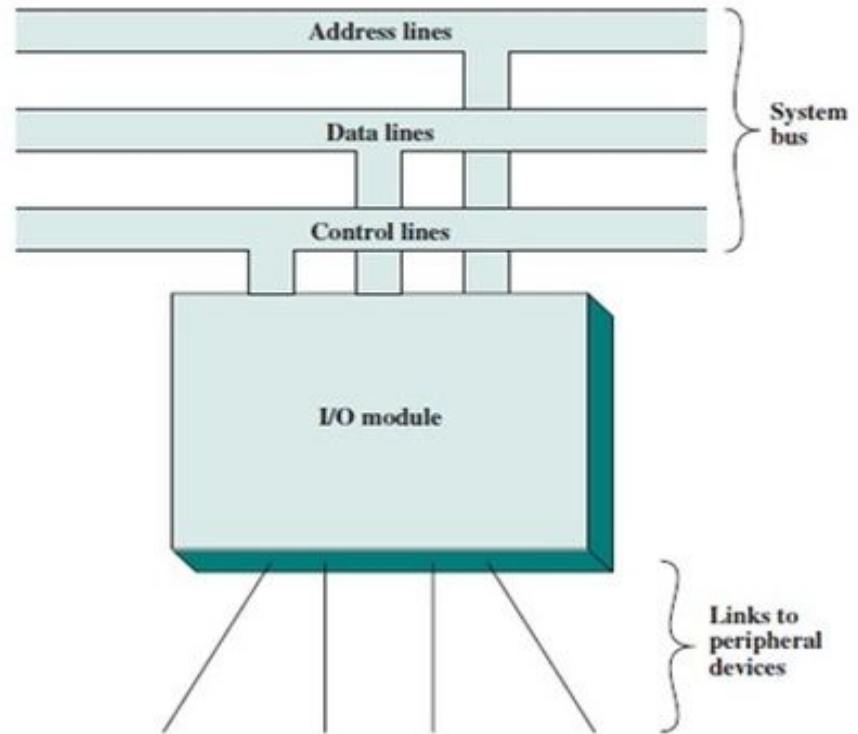 Address lines
System
bus
Data lines
Control lines
I/O module
Links to
peripheral
devices